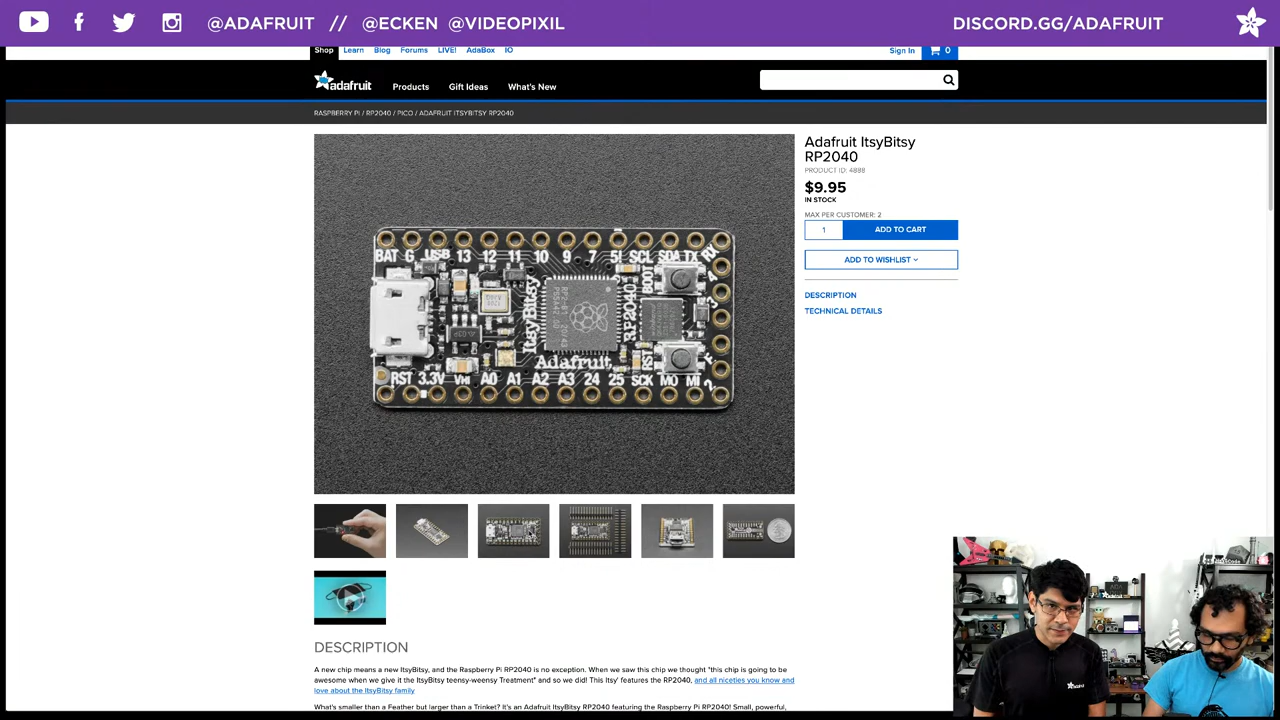 @ADAFRUIT // @ECKEN @VIDEOPIXIL
DISCORD.GG/ADAFRUIT
Shop Learn Blog Forums LIVE! AdaBox IO
Sign In 0
adafruit Products Gift Ideas What's New
RASPBERRY PI / RP2040 / PICO / ADAFRUIT ITSYBITSY RP2040
Adafruit ItsyBitsy
RP2040
PRODUCT ID: 4888
$9.95
IN STOCK
MAX PER CUSTOMER: 2
1 ADD TO CART
ADD TO WISHLIST
DESCRIPTION
TECHNICAL DETAILS
BAT G USB 13 12 11 10 9 7 5! SCL SDA TX
BOOT
ItsyBitsy
RP2040
Adafruit
RST
RST 3.3V VHI A0 A1 A2 A3 24 25 SCK MO MI 2
DESCRIPTION
A new chip means a new ItsyBitsy, and the Raspberry Pi RP2040 is no exception. When we saw this chip we thought "this chip is going to be
awesome when we give it the ItsyBitsy teensy-weensy Treatment" and so we did! This Itsy' features the RP2040, and all niceties you know and
love about the ItsyBitsy family
What's smaller than a Feather but larger than a Trinket? It's an Adafruit ItsyBitsy RP2040 featuring the Raspberry Pi RP2040! Small, powerful,